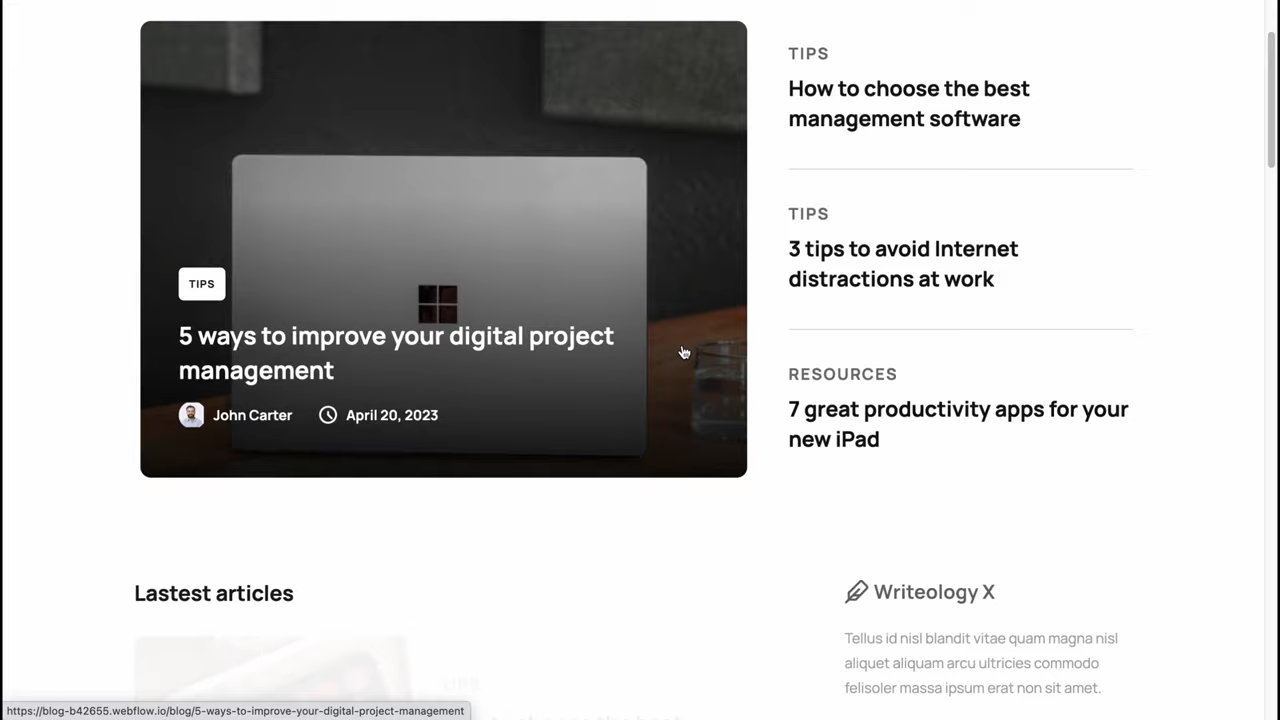 TIPS
5 ways to improve your digital project
management
John Carter
April 20, 2023
TIPS
How to choose the best
management software
TIPS
3 tips to avoid Internet
distractions at work
RESOURCES
7 great productivity apps for your
new iPad
Lastest articles
Writeology X
Tellus id nisl blandit vitae quam magna nisl
aliquet aliquam arcu ultricies commodo
felisoler massa ipsum erat non sit amet.
TIPS
https://blog-b42655.webflow.io/blog/5-ways-to-improve-your-digital-project-management